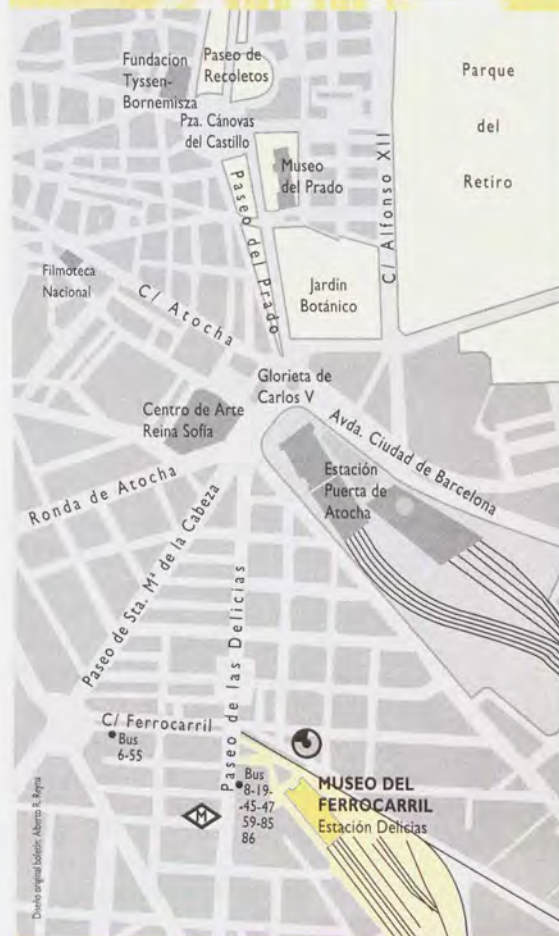 Fundacion
Tyssen-
Bornemisza
Paseo de
Recoletos
Parque
del
Retiro
Pza. Cánovas
del Castillo
Museo
del Prado
C/ Alfonso XII
Paseo del Prado
Filmoteca
Nacional
Jardín
Botánico
C/ Atocha
Glorieta de
Carlos V
Centro de Arte
Reina Sofía
Avda. Ciudad de Barcelona
Estación
Puerta de
Atocha
Ronda de Atocha
Paseo de Sta. Mª de la Cabeza
Paseo de las Delicias
C/ Ferrocarril
Bus
6-55
Bus
8-19-
-45-47
59-85
86
M
MUSEO DEL
FERROCARRIL
Estación Delicias
Diseño original boletín: Alberto R. Reyra